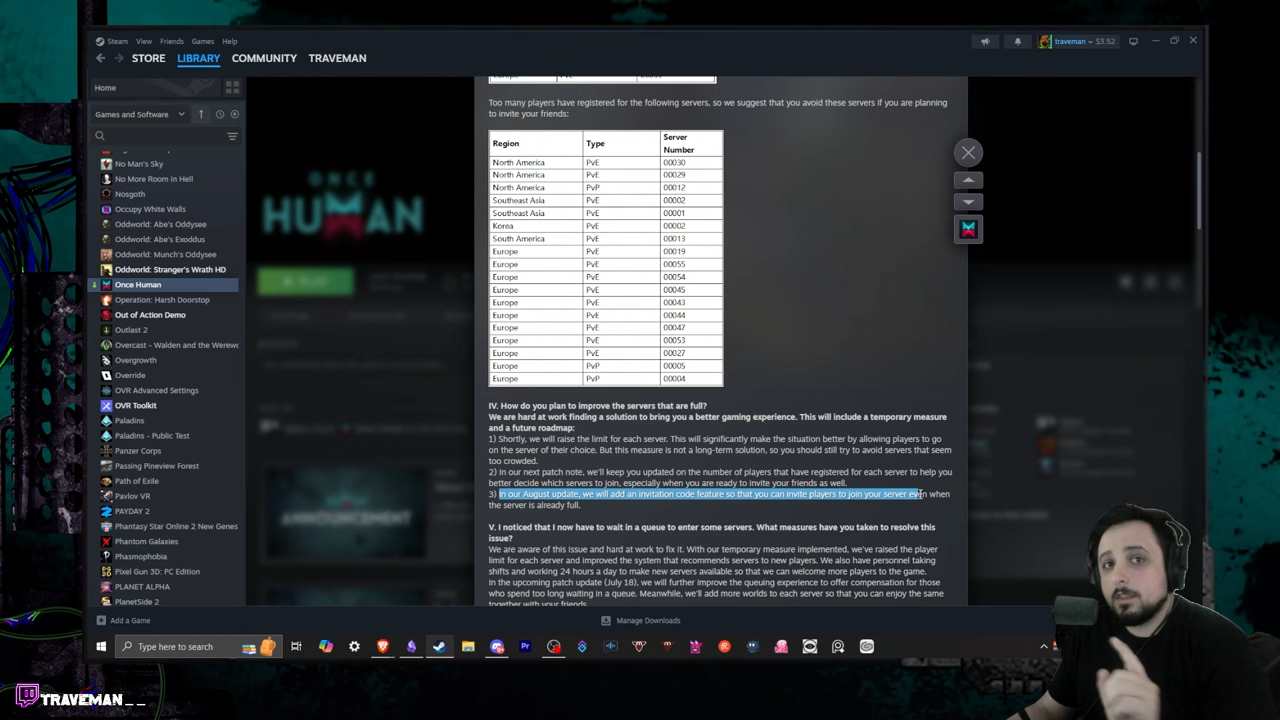 Steam View Friends Games Help
traveman $3.52
STORE LIBRARY COMMUNITY TRAVEMAN
Home
Games and Software
No Man's Sky
No More Room in Hell
Nosgoth
Occupy White Walls
Oddworld: Abe's Oddysee
Oddworld: Abe's Exoddus
Oddworld: Munch's Oddysee
Oddworld: Stranger's Wrath HD
Once Human
Operation: Harsh Doorstop
Out of Action Demo
Outlast 2
Overcast - Walden and the Werewo
Overgrowth
Override
OVR Advanced Settings
OVR Toolkit
Paladins
Paladins - Public Test
Panzer Corps
Passing Pineview Forest
Path of Exile
Pavlov VR
PAYDAY 2
Phantom Galaxies
Phasmophobia
Pixel Gun 3D: PC Edition
PLANET ALPHA
PlanetSide 2
ONCE
HUMAN
ANNOUNCEMENT
Too many players have registered for the following servers, so we suggest that you avoid these servers if you are planning
to invite your friends:
Region Type Server Number
North America PvE 00030
North America PvE 00029
North America PvP 00012
Southeast Asia PvE 00002
Southeast Asia PvE 00001
Korea PvE 00002
South America PvE 00013
Europe PvE 00019
Europe PvE 00055
Europe PvE 00054
Europe PvE 00045
Europe PvE 00043
Europe PvE 00044
Europe PvE 00047
Europe PvE 00053
Europe PvE 00027
Europe PvP 00005
Europe PvP 00004
IV. How do you plan to improve the servers that are full?
We are hard at work finding a solution to bring you a better gaming experience. This will include a temporary measure
and a future roadmap:
1) Shortly, we will raise the limit for each server. This will significantly make the situation better by allowing players to go
on the server of their choice. But this measure is not a long-term solution, so you should still try to avoid servers that seem
too crowded.
2) In our next patch note, we'll keep you updated on the number of players that have registered for each server to help you
better decide which servers to join, especially when you are ready to invite your friends as well.
3) In our August update, we will add an invitation code feature so that you can invite players to join your server even when
the server is already full.
V. I noticed that I now have to wait in a queue to enter some servers. What measures have you taken to resolve this
issue?
We are aware of this issue and hard at work to fix it. With our temporary measure implemented, we've raised the player
limit for each server and improved the system that recommends servers to new players. We also have personnel taking
shifts and working 24 hours a day to make new servers available so that we can welcome more players to the game.
In the upcoming patch update (July 18), we will further improve the queuing experience to offer compensation for those
who spend too long waiting in a queue. Meanwhile, we'll add more worlds to each server so that you can enjoy the same
together with your friends.
Add a Game
Manage Downloads
Type here to search
TRAVEMAN__